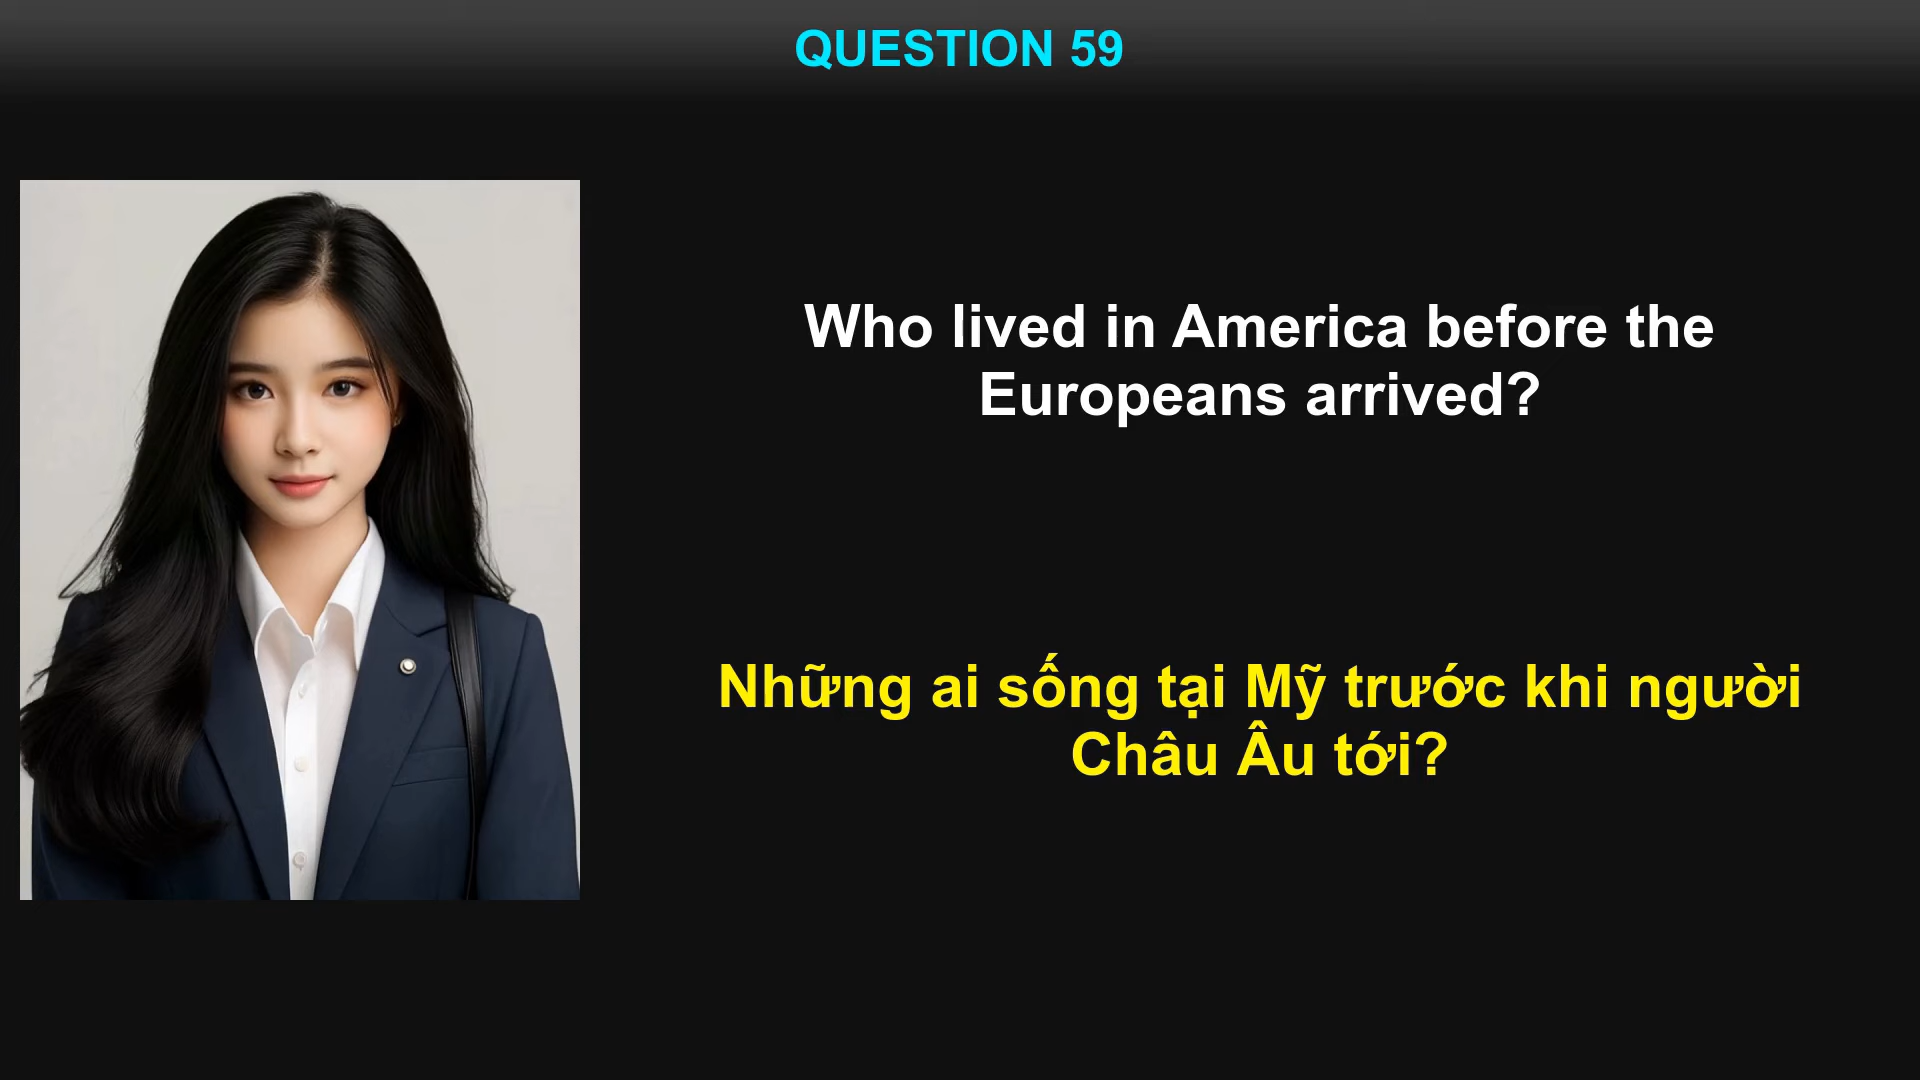 QUESTION 59
Who lived in America before the
Europeans arrived?
Những ai sống tại Mỹ trước khi người
Châu Âu tới?